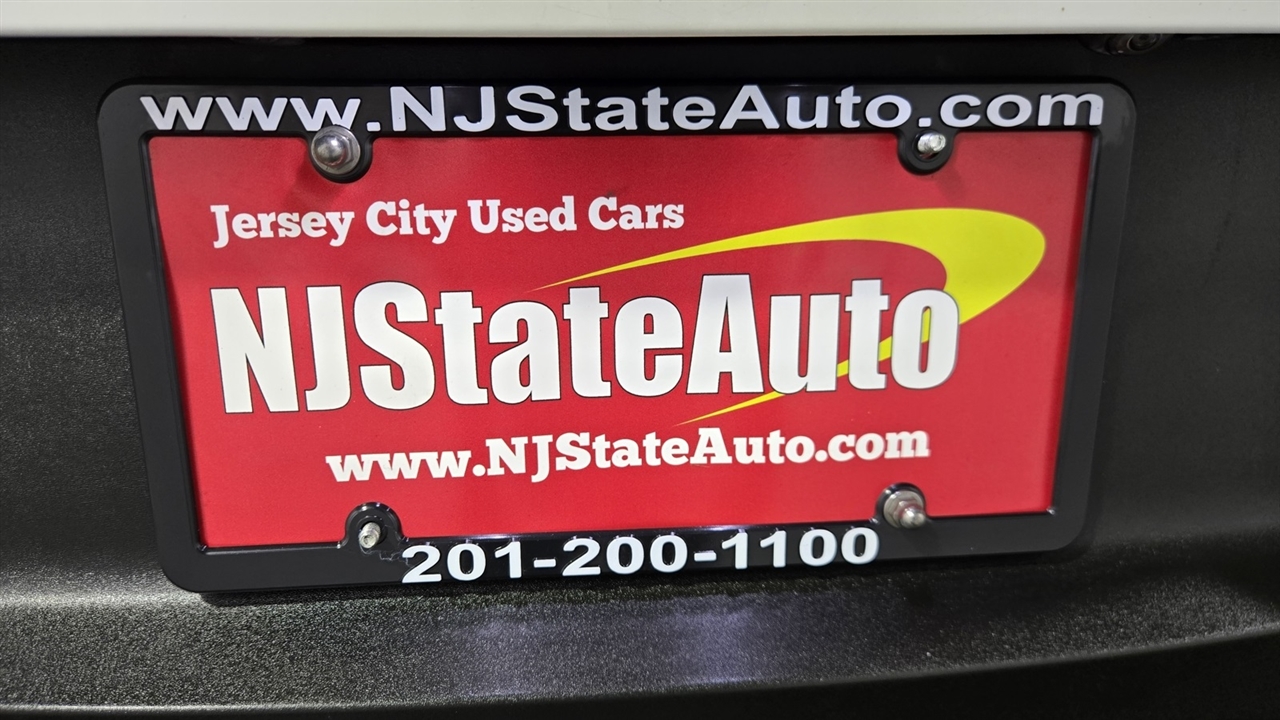 www.NJStateAuto.com
Jersey City Used Cars
NJStateAuto
www.NJStateAuto.com
201-200-1100